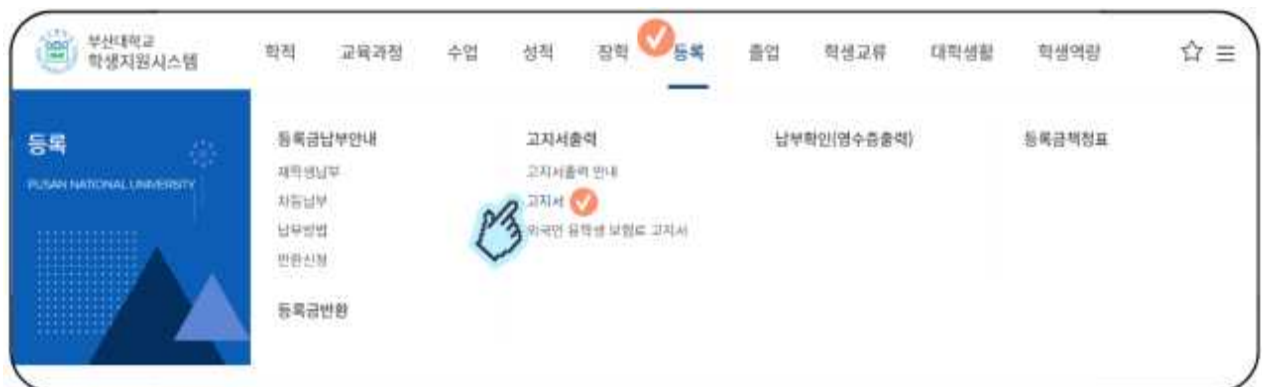 부산대학교
학생지원시스템
학적 교육과정 수업 성적 장학 등록 졸업 학생교류 대학생활 학생역량
등록
PUSAN NATIONAL UNIVERSITY
등록금납부안내
재학생납부
차등납부
납부방법
반환신청
등록금반환
고지서출력
고지서출력 안내
고지서
외국인 유학생 보험료 고지서
납부확인(영수증출력)
등록금책정표